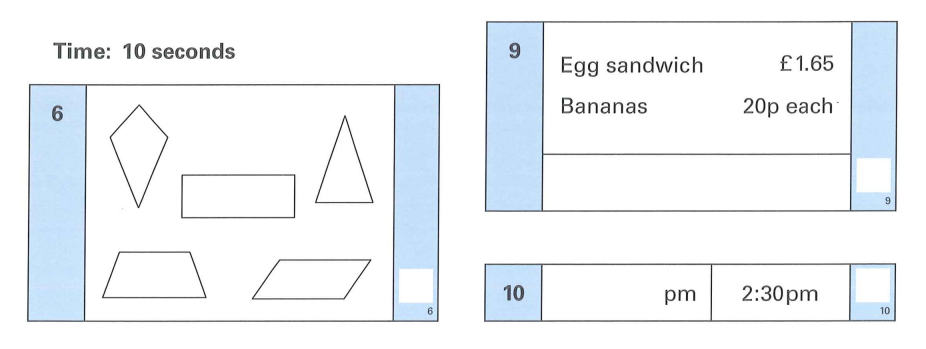 Time: 10 seconds
6
6
9
Egg sandwich £1.65
Bananas 20p each
9
10 pm 2:30pm
10